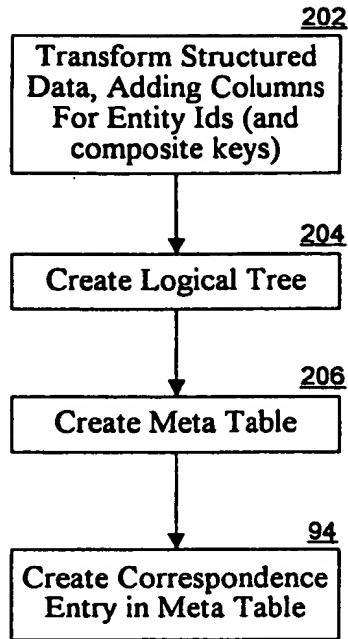 202
Transform Structured
Data, Adding Columns
For Entity Ids (and
composite keys)
204
Create Logical Tree
206
Create Meta Table
94
Create Correspondence
Entry in Meta Table